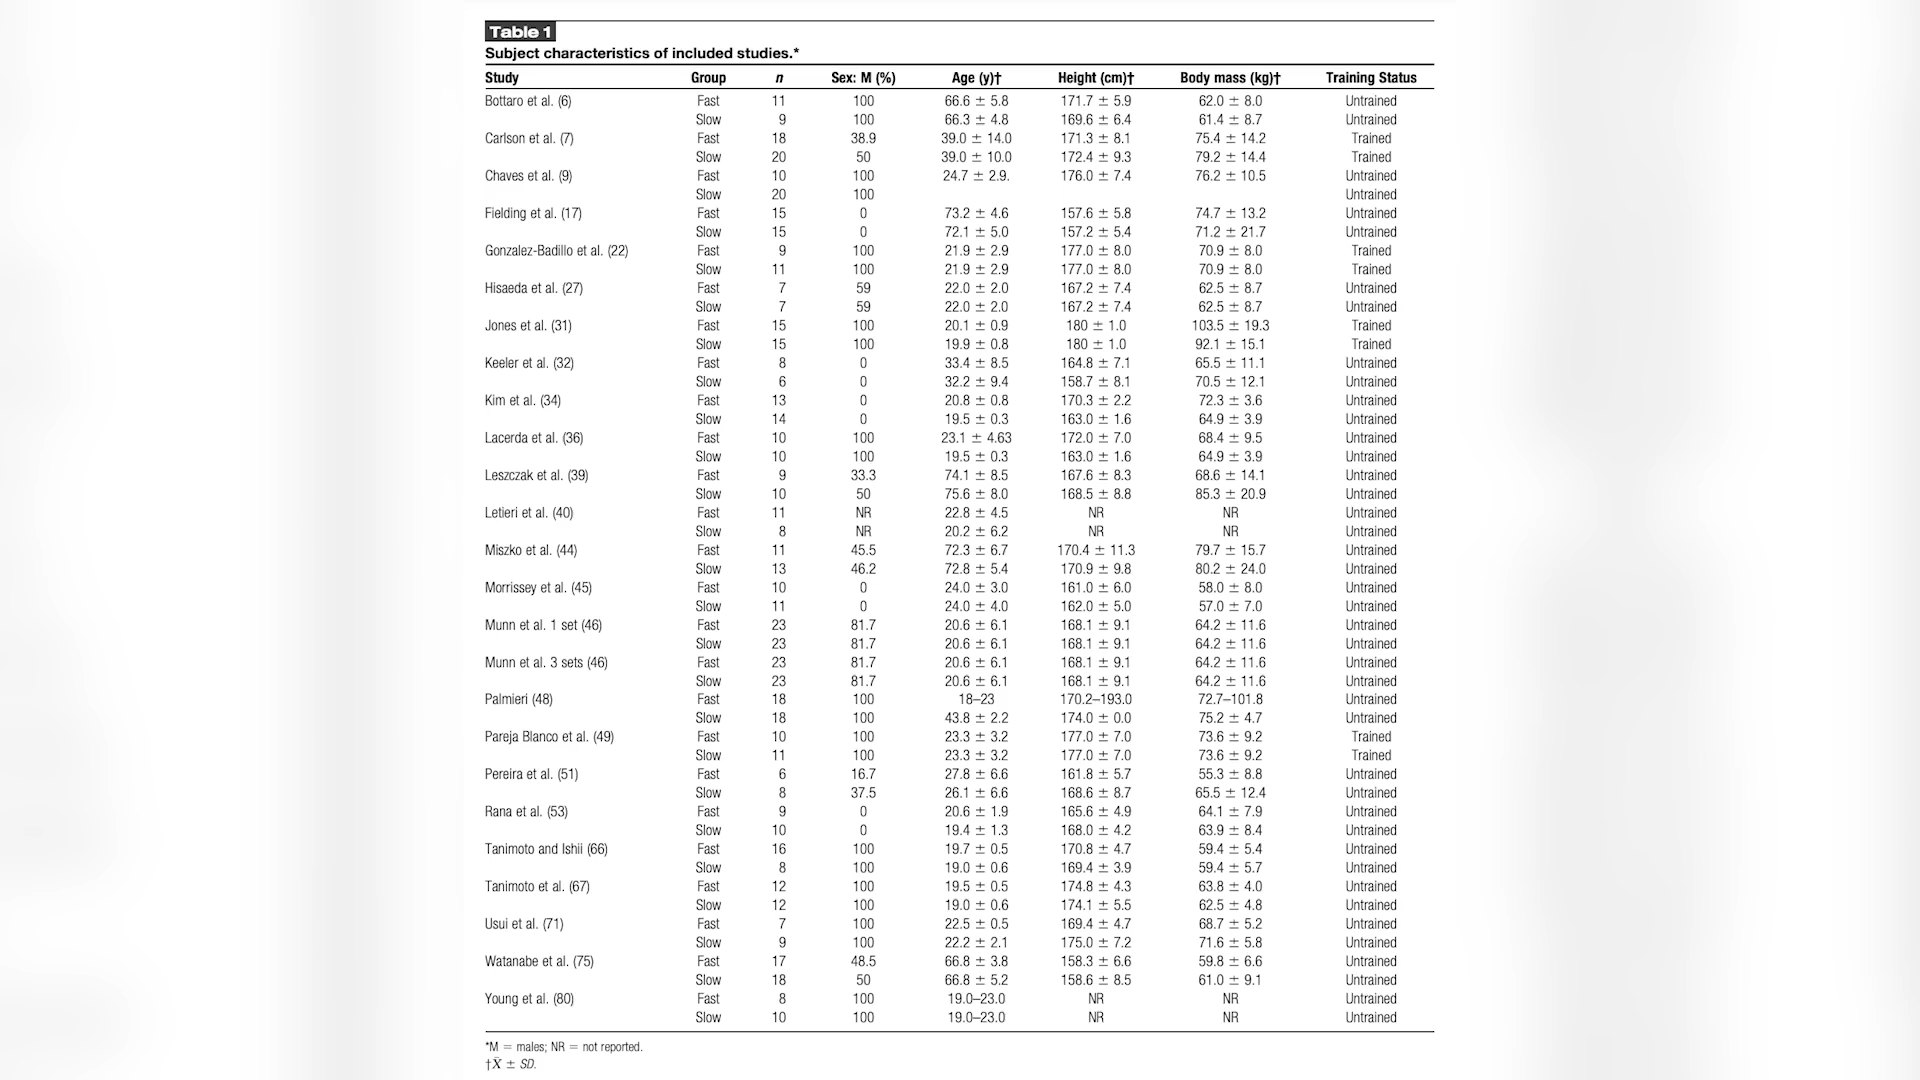 Table 1
Subject characteristics of included studies.*
Study Group n Sex: M (%) Age (y)† Height (cm)† Body mass (kg)† Training Status
Bottaro et al. (6) Fast 11 100 66.6 ± 5.8 171.7 ± 5.9 62.0 ± 8.0 Untrained
Slow 9 100 66.3 ± 4.8 169.6 ± 6.4 61.4 ± 8.7 Untrained
Carlson et al. (7) Fast 18 38.9 39.0 ± 14.0 171.3 ± 8.1 75.4 ± 14.2 Trained
Slow 20 50 39.0 ± 10.0 172.4 ± 9.3 79.2 ± 14.4 Trained
Chaves et al. (9) Fast 10 100 24.7 ± 2.9. 176.0 ± 7.4 76.2 ± 10.5 Untrained
Slow 20 100 Untrained
Fielding et al. (17) Fast 15 0 73.2 ± 4.6 157.6 ± 5.8 74.7 ± 13.2 Untrained
Slow 15 0 72.1 ± 5.0 157.2 ± 5.4 71.2 ± 21.7 Untrained
Gonzalez-Badillo et al. (22) Fast 9 100 21.9 ± 2.9 177.0 ± 8.0 70.9 ± 8.0 Trained
Slow 11 100 21.9 ± 2.9 177.0 ± 8.0 70.9 ± 8.0 Trained
Hisaeda et al. (27) Fast 7 59 22.0 ± 2.0 167.2 ± 7.4 62.5 ± 8.7 Untrained
Slow 7 59 22.0 ± 2.0 167.2 ± 7.4 62.5 ± 8.7 Untrained
Jones et al. (31) Fast 15 100 20.1 ± 0.9 180 ± 1.0 103.5 ± 19.3 Trained
Slow 15 100 19.9 ± 0.8 180 ± 1.0 92.1 ± 15.1 Trained
Keeler et al. (32) Fast 8 0 33.4 ± 8.5 164.8 ± 7.1 65.5 ± 11.1 Untrained
Slow 6 0 32.2 ± 9.4 158.7 ± 8.1 70.5 ± 12.1 Untrained
Kim et al. (34) Fast 13 0 20.8 ± 0.8 170.3 ± 2.2 72.3 ± 3.6 Untrained
Slow 14 0 19.5 ± 0.3 163.0 ± 1.6 64.9 ± 3.9 Untrained
Lacerda et al. (36) Fast 10 100 23.1 ± 4.63 172.0 ± 7.0 68.4 ± 9.5 Untrained
Slow 10 100 19.5 ± 0.3 163.0 ± 1.6 64.9 ± 3.9 Untrained
Leszczak et al. (39) Fast 9 33.3 74.1 ± 8.5 167.6 ± 8.3 68.6 ± 14.1 Untrained
Slow 10 50 75.6 ± 8.0 168.5 ± 8.8 85.3 ± 20.9 Untrained
Letieri et al. (40) Fast 11 NR 22.8 ± 4.5 NR NR Untrained
Slow 8 NR 20.2 ± 6.2 NR NR Untrained
Miszko et al. (44) Fast 11 45.5 72.3 ± 6.7 170.4 ± 11.3 79.7 ± 15.7 Untrained
Slow 13 46.2 72.8 ± 5.4 170.9 ± 9.8 80.2 ± 24.0 Untrained
Morrissey et al. (45) Fast 10 0 24.0 ± 3.0 161.0 ± 6.0 58.0 ± 8.0 Untrained
Slow 11 0 24.0 ± 4.0 162.0 ± 5.0 57.0 ± 7.0 Untrained
Munn et al. 1 set (46) Fast 23 81.7 20.6 ± 6.1 168.1 ± 9.1 64.2 ± 11.6 Untrained
Slow 23 81.7 20.6 ± 6.1 168.1 ± 9.1 64.2 ± 11.6 Untrained
Munn et al. 3 sets (46) Fast 23 81.7 20.6 ± 6.1 168.1 ± 9.1 64.2 ± 11.6 Untrained
Slow 23 81.7 20.6 ± 6.1 168.1 ± 9.1 64.2 ± 11.6 Untrained
Palmieri (48) Fast 18 100 18–23 170.2–193.0 72.7–101.8 Untrained
Slow 18 100 43.8 ± 2.2 174.0 ± 0.0 75.2 ± 4.7 Untrained
Pareja Blanco et al. (49) Fast 10 100 23.3 ± 3.2 177.0 ± 7.0 73.6 ± 9.2 Trained
Slow 11 100 23.3 ± 3.2 177.0 ± 7.0 73.6 ± 9.2 Trained
Pereira et al. (51) Fast 6 16.7 27.8 ± 6.6 161.8 ± 5.7 55.3 ± 8.8 Untrained
Slow 8 37.5 26.1 ± 6.6 168.6 ± 8.7 65.5 ± 12.4 Untrained
Rana et al. (53) Fast 9 0 20.6 ± 1.9 165.6 ± 4.9 64.1 ± 7.9 Untrained
Slow 10 0 19.4 ± 1.3 168.0 ± 4.2 63.9 ± 8.4 Untrained
Tanimoto and Ishii (66) Fast 16 100 19.7 ± 0.5 170.8 ± 4.7 59.4 ± 5.4 Untrained
Slow 8 100 19.0 ± 0.6 169.4 ± 3.9 59.4 ± 5.7 Untrained
Tanimoto et al. (67) Fast 12 100 19.5 ± 0.5 174.8 ± 4.3 63.8 ± 4.0 Untrained
Slow 12 100 19.0 ± 0.6 174.1 ± 5.5 62.5 ± 4.8 Untrained
Usui et al. (71) Fast 7 100 22.5 ± 0.5 169.4 ± 4.7 68.7 ± 5.2 Untrained
Slow 9 100 22.2 ± 2.1 175.0 ± 7.2 71.6 ± 5.8 Untrained
Watanabe et al. (75) Fast 17 48.5 66.8 ± 3.8 158.3 ± 6.6 59.8 ± 6.6 Untrained
Slow 18 50 66.8 ± 5.2 158.6 ± 8.5 61.0 ± 9.1 Untrained
Young et al. (80) Fast 8 100 19.0–23.0 NR NR Untrained
Slow 10 100 19.0–23.0 NR NR Untrained
*M = males; NR = not reported.
†X̄ ± SD.